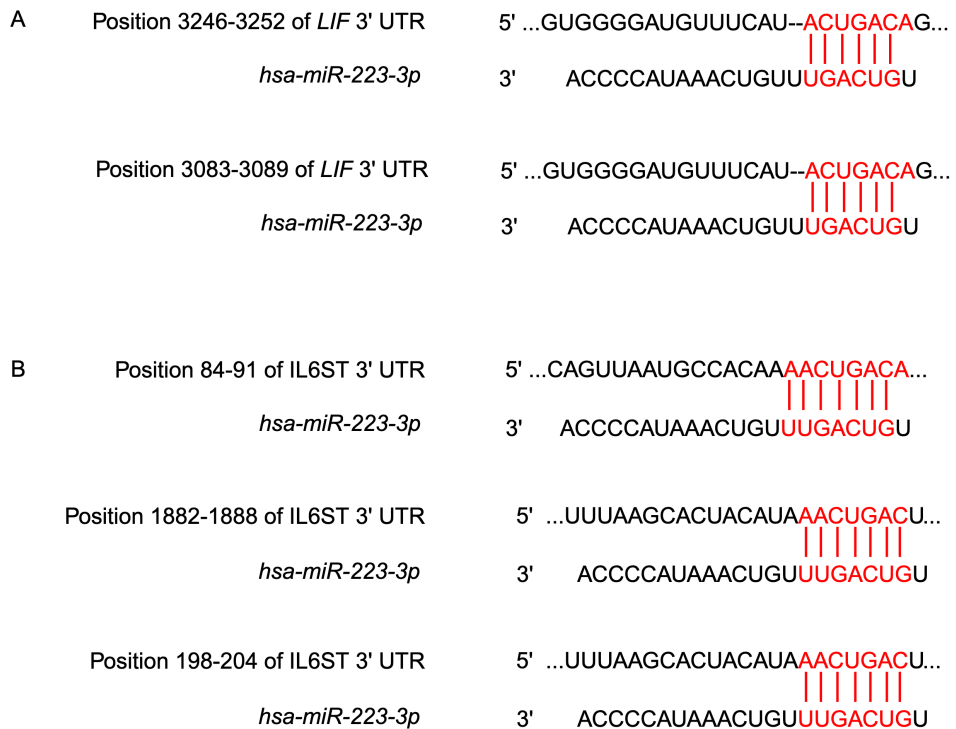 A Position 3246-3252 of LIF 3' UTR 5' ...GUGGGGAUGUUUCAU--ACUGACAG...
hsa-miR-223-3p 3' ACCCCAUAAACUGUUUGACUGU
Position 3083-3089 of LIF 3' UTR 5' ...GUGGGGAUGUUUCAU--ACUGACAG...
hsa-miR-223-3p 3' ACCCCAUAAACUGUUUGACUGU
B Position 84-91 of IL6ST 3' UTR 5' ...CAGUUAAUGCCACAAAACUGACA...
hsa-miR-223-3p 3' ACCCCAUAAACUGUUUGACUGU
Position 1882-1888 of IL6ST 3' UTR 5' ...UUUAAGCACUACAUAAACUGACU...
hsa-miR-223-3p 3' ACCCCAUAAACUGUUUGACUGU
Position 198-204 of IL6ST 3' UTR 5' ...UUUAAGCACUACAUAAACUGACU...
hsa-miR-223-3p 3' ACCCCAUAAACUGUUUGACUGU